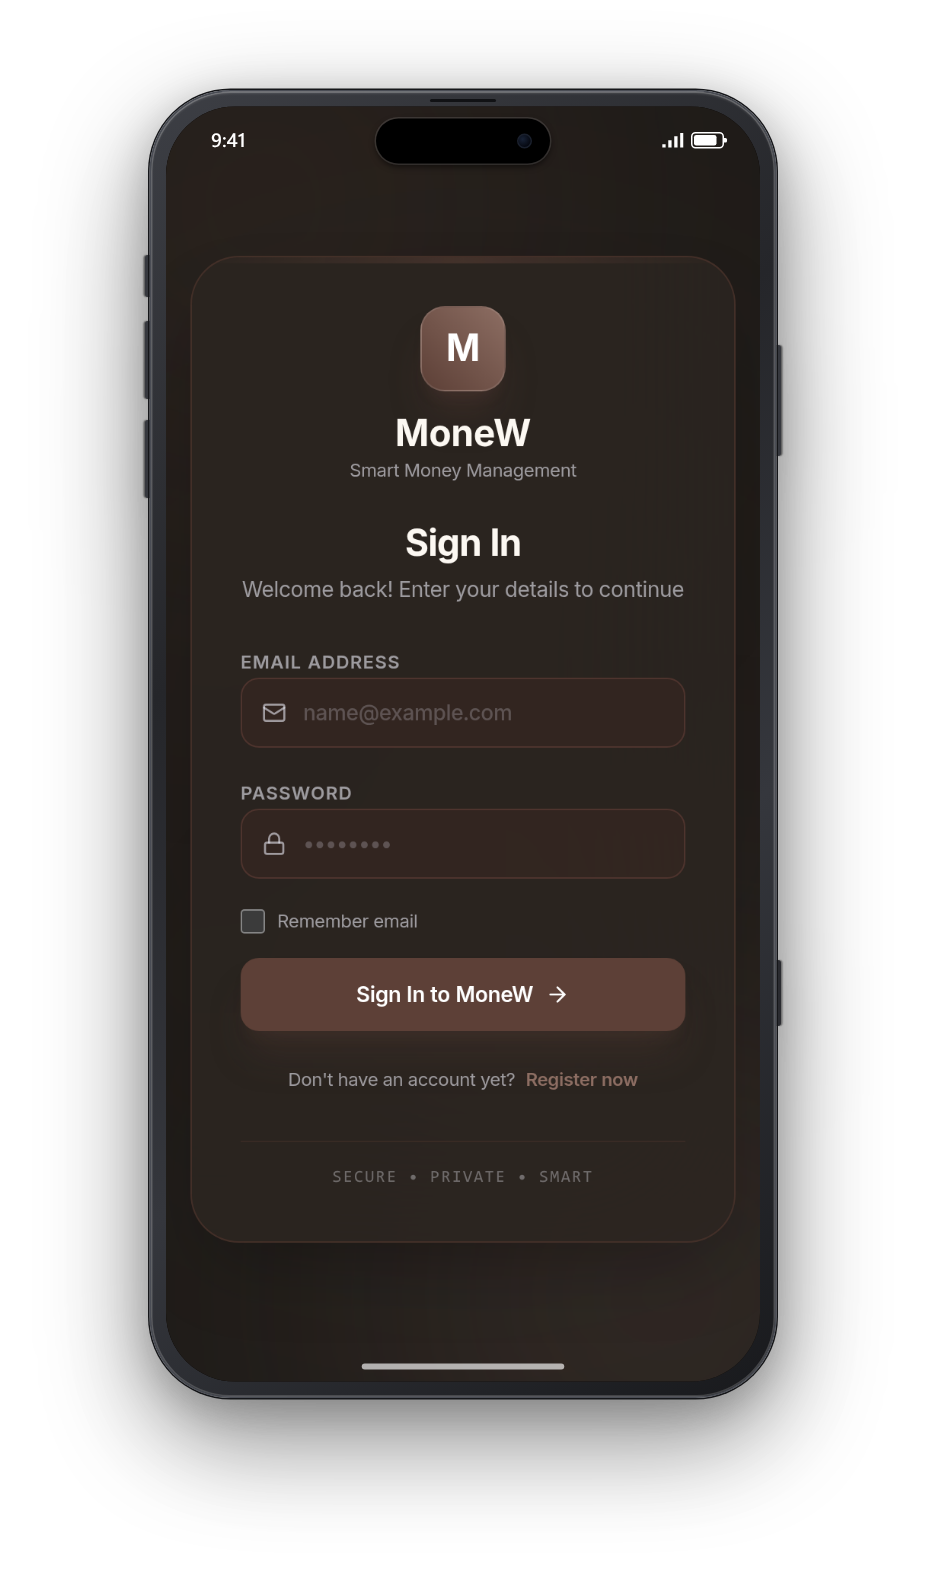 9:41
M
MoneW
Smart Money Management
Sign In
Welcome back! Enter your details to continue
EMAIL ADDRESS
name@example.com
PASSWORD
••••••••
Remember email
Sign In to MoneW →
Don't have an account yet? Register now
SECURE • PRIVATE • SMART